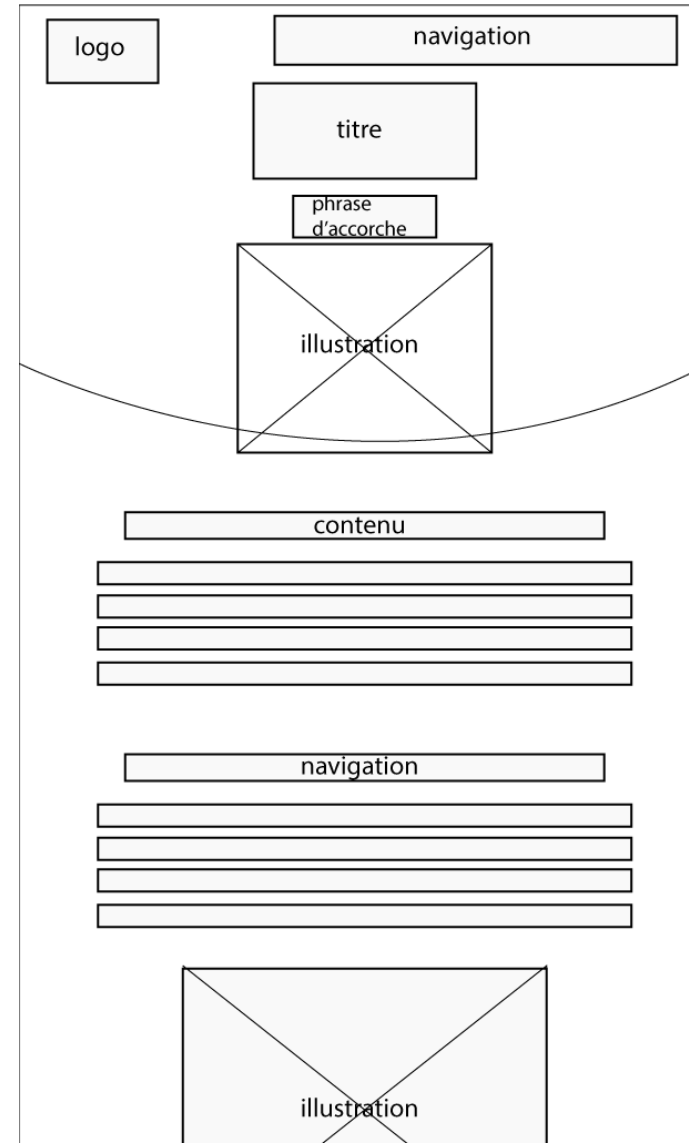 logo
navigation
titre
phrase
d'accorche
illustration
contenu
navigation
illustration